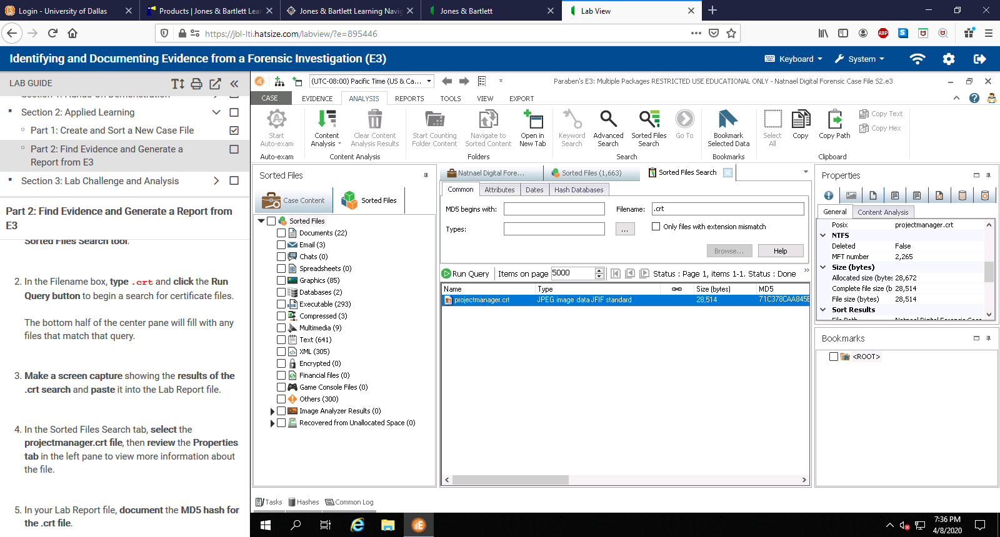 Login - University of Dallas
Products | Jones & Bartlett Lear
Jones & Bartlett Learning Navig
Jones & Bartlett
Lab View
https://jbl-lti.hatsize.com/labview/?e=895446
ABP
Identifying and Documenting Evidence from a Forensic Investigation (E3)
Keyboard
System
LAB GUIDE
Section 2: Applied Learning
Part 1: Create and Sort a New Case File
Part 2: Find Evidence and Generate a
Report from E3
Section 3: Lab Challenge and Analysis
Part 2: Find Evidence and Generate a Report from
E3
Sorted Files Search tool.
2. In the Filename box, type .crt and click the Run
Query button to begin a search for certificate files.
The bottom half of the center pane will fill with any
files that match that query.
3. Make a screen capture showing the results of the
.crt search and paste it into the Lab Report file.
4. In the Sorted Files Search tab, select the
projectmanager.crt file, then review the Properties
tab in the left pane to view more information about
the file.
5. In your Lab Report file, document the MD5 hash for
the .crt file.
(UTC-08:00) Pacific Time (US & Ca...
Paraben's E3: Multiple Packages RESTRICTED USE EDUCATIONAL ONLY - Natnael Digital Forensic Case File S2.e3
CASE
EVIDENCE
ANALYSIS
REPORTS
TOOLS
VIEW
EXPORT
Start
Auto-exam
Content
Analysis
Clear Content
Analysis Results
Start Counting
Folder Content
Navigate to
Sorted Content
Open in
New Tab
Keyword
Search
Advanced
Search
Sorted Files
Search
Go To
Bookmark
Selected Data
Select
All
Copy
Copy Path
Copy Text
Copy Hex
Auto-exam
Content Analysis
Folders
Search
Bookmarks
Clipboard
Sorted Files
Case Content
Sorted Files
Sorted Files
Documents (22)
Email (3)
Chats (0)
Spreadsheets (0)
Graphics (85)
Databases (2)
Executable (293)
Compressed (3)
Multimedia (9)
Text (641)
XML (305)
Encrypted (0)
Financial files (0)
Game Console Files (0)
Others (300)
Image Analyzer Results (0)
Recovered from Unallocated Space (0)
Natnael Digital Fore...
Sorted Files (1,663)
Sorted Files Search
Common
Attributes
Dates
Hash Databases
MD5 begins with:
Filename:
.crt
Types:
...
Only files with extension mismatch
Browse...
Help
Run Query
Items on page
5000
Status : Page 1, items 1-1. Status : Done
Name
Type
Size (bytes)
MD5
projectmanager.crt
JPEG image data JFIF standard
28,514
71C378CAA845E
Properties
General
Content Analysis
Posix projectmanager.crt
NTFS
Deleted False
MFT number 2,265
Size (bytes)
Allocated size (bytes 28,672
Complete file size (b 28,514
File size (bytes) 28,514
Sort Results
Bookmarks
<ROOT>
Tasks
Hashes
Common Log
7:36 PM
4/8/2020